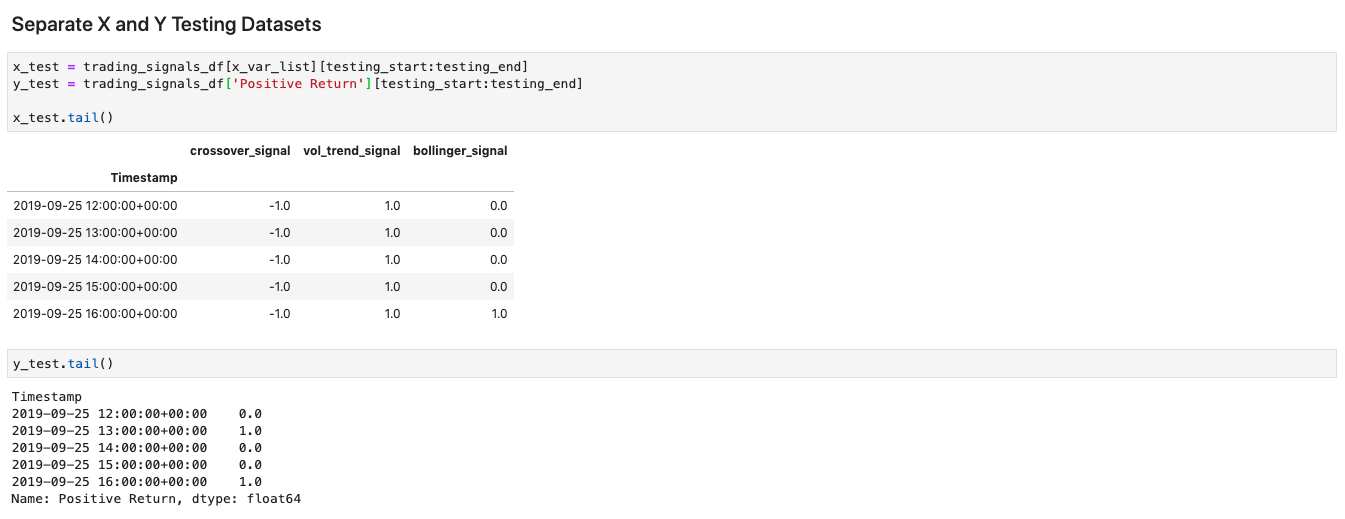 Separate X and Y Testing Datasets
x_test = trading_signals_df[x_var_list][testing_start:testing_end]
y_test = trading_signals_df['Positive Return'][testing_start:testing_end]
x_test.tail()
crossover_signal vol_trend_signal bollinger_signal
Timestamp
2019-09-25 12:00:00+00:00 -1.0 1.0 0.0
2019-09-25 13:00:00+00:00 -1.0 1.0 0.0
2019-09-25 14:00:00+00:00 -1.0 1.0 0.0
2019-09-25 15:00:00+00:00 -1.0 1.0 0.0
2019-09-25 16:00:00+00:00 -1.0 1.0 1.0
y_test.tail()
Timestamp
2019-09-25 12:00:00+00:00 0.0
2019-09-25 13:00:00+00:00 1.0
2019-09-25 14:00:00+00:00 0.0
2019-09-25 15:00:00+00:00 0.0
2019-09-25 16:00:00+00:00 1.0
Name: Positive Return, dtype: float64